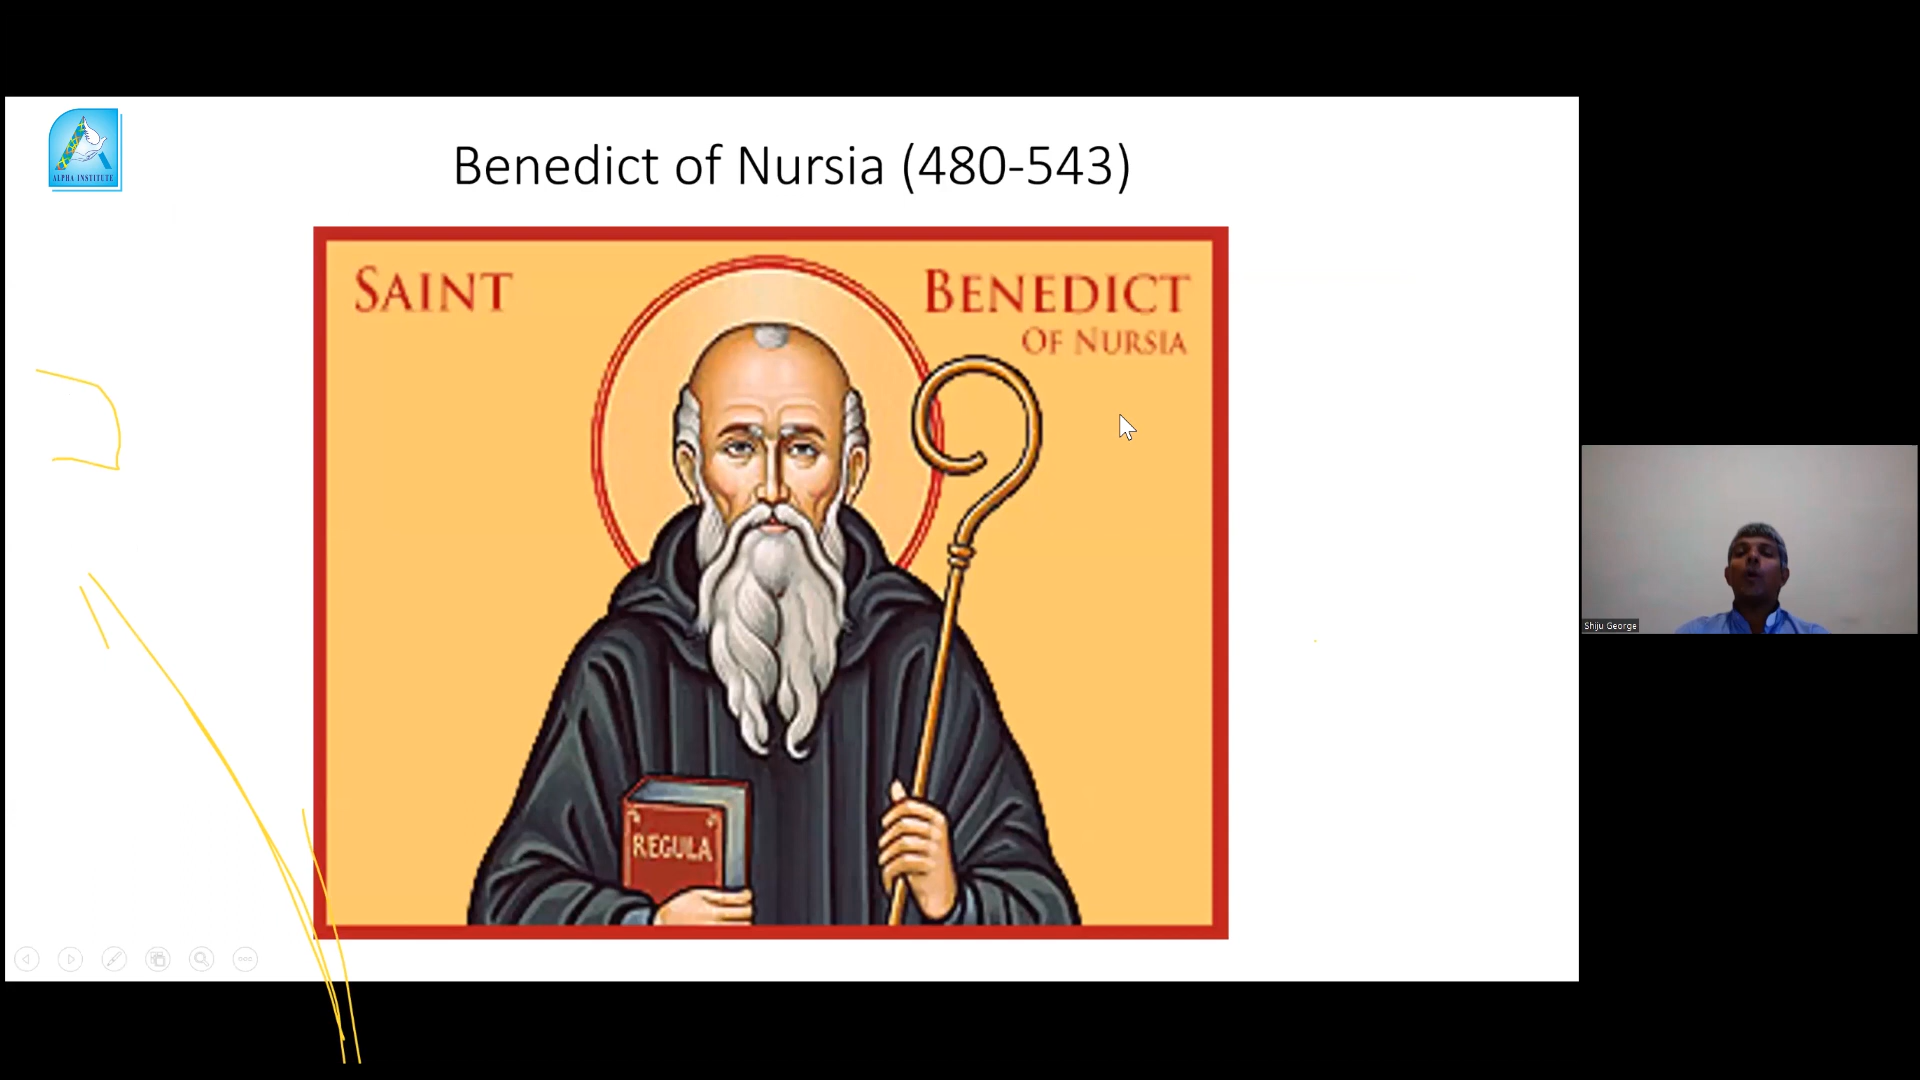 ALPHA INSTITUTE
Benedict of Nursia (480-543)
SAINT
BENEDICT
OF NURSIA
REGULA
Shiju George